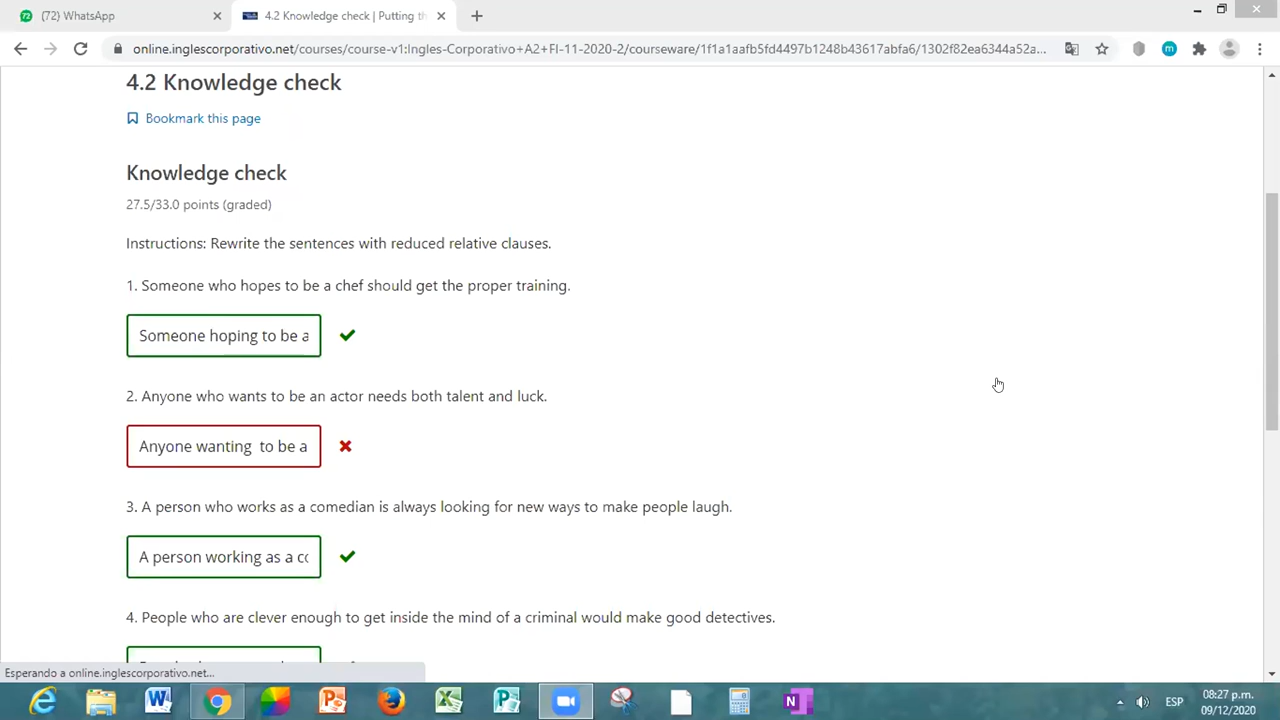 (72) WhatsApp
4.2 Knowledge check | Putting th
online.inglescorporativo.net/courses/course-v1:Ingles-Corporativo+A2+FI-11-2020-2/courseware/1f1a1aafb5fd4497b1248b43617abfa6/1302f82ea6344a52a...
4.2 Knowledge check
Bookmark this page
Knowledge check
27.5/33.0 points (graded)
Instructions: Rewrite the sentences with reduced relative clauses.
1. Someone who hopes to be a chef should get the proper training.
Someone hoping to be a
2. Anyone who wants to be an actor needs both talent and luck.
Anyone wanting  to be a
3. A person who works as a comedian is always looking for new ways to make people laugh.
A person working as a co
4. People who are clever enough to get inside the mind of a criminal would make good detectives.
Esperando a online.inglescorporativo.net...
ESP
08:27 p.m.
09/12/2020